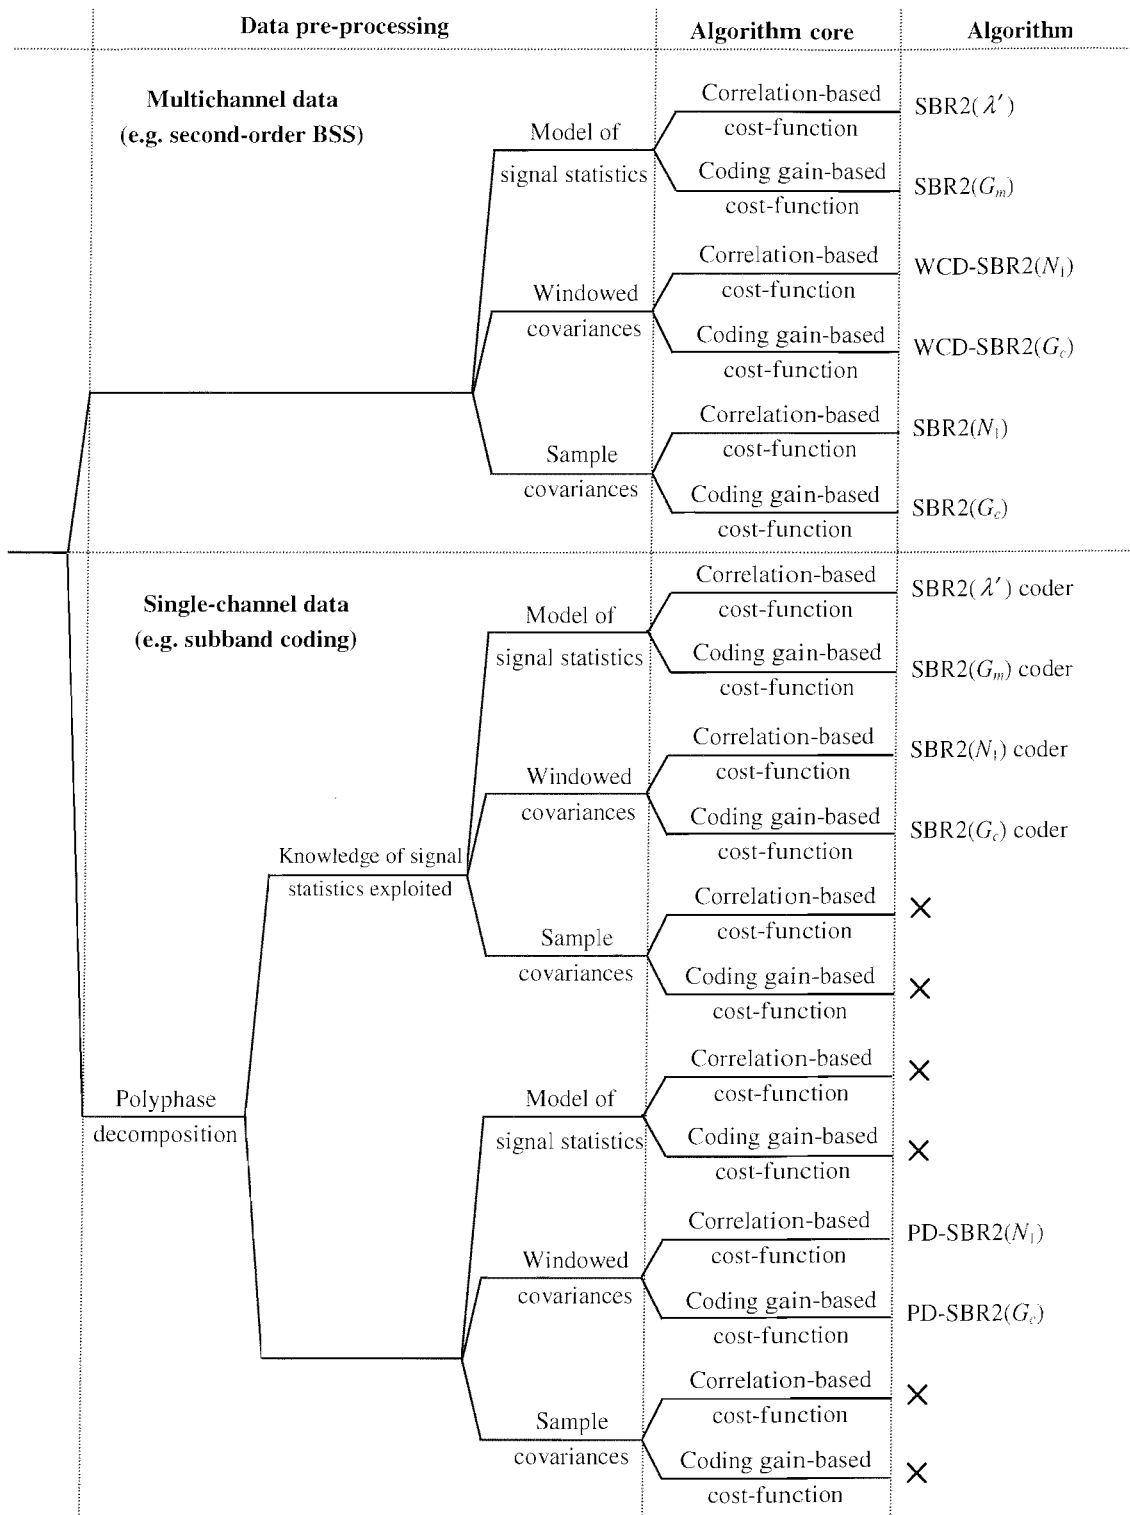 Data pre-processing
Algorithm core
Algorithm
Multichannel data
(e.g. second-order BSS)
Model of
signal statistics
Correlation-based
cost-function
SBR2(λ′)
Coding gain-based
cost-function
SBR2(Gm)
Windowed
covariances
Correlation-based
cost-function
WCD-SBR2(N1)
Coding gain-based
cost-function
WCD-SBR2(Gc)
Sample
covariances
Correlation-based
cost-function
SBR2(N1)
Coding gain-based
cost-function
SBR2(Gc)
Single-channel data
(e.g. subband coding)
Polyphase
decomposition
Knowledge of signal
statistics exploited
Model of
signal statistics
Correlation-based
cost-function
SBR2(λ′) coder
Coding gain-based
cost-function
SBR2(Gm) coder
Windowed
covariances
Correlation-based
cost-function
SBR2(N1) coder
Coding gain-based
cost-function
SBR2(Gc) coder
Sample
covariances
Correlation-based
cost-function
×
Coding gain-based
cost-function
×
Model of
signal statistics
Correlation-based
cost-function
×
Coding gain-based
cost-function
×
Windowed
covariances
Correlation-based
cost-function
PD-SBR2(N1)
Coding gain-based
cost-function
PD-SBR2(Gc)
Sample
covariances
Correlation-based
cost-function
×
Coding gain-based
cost-function
×